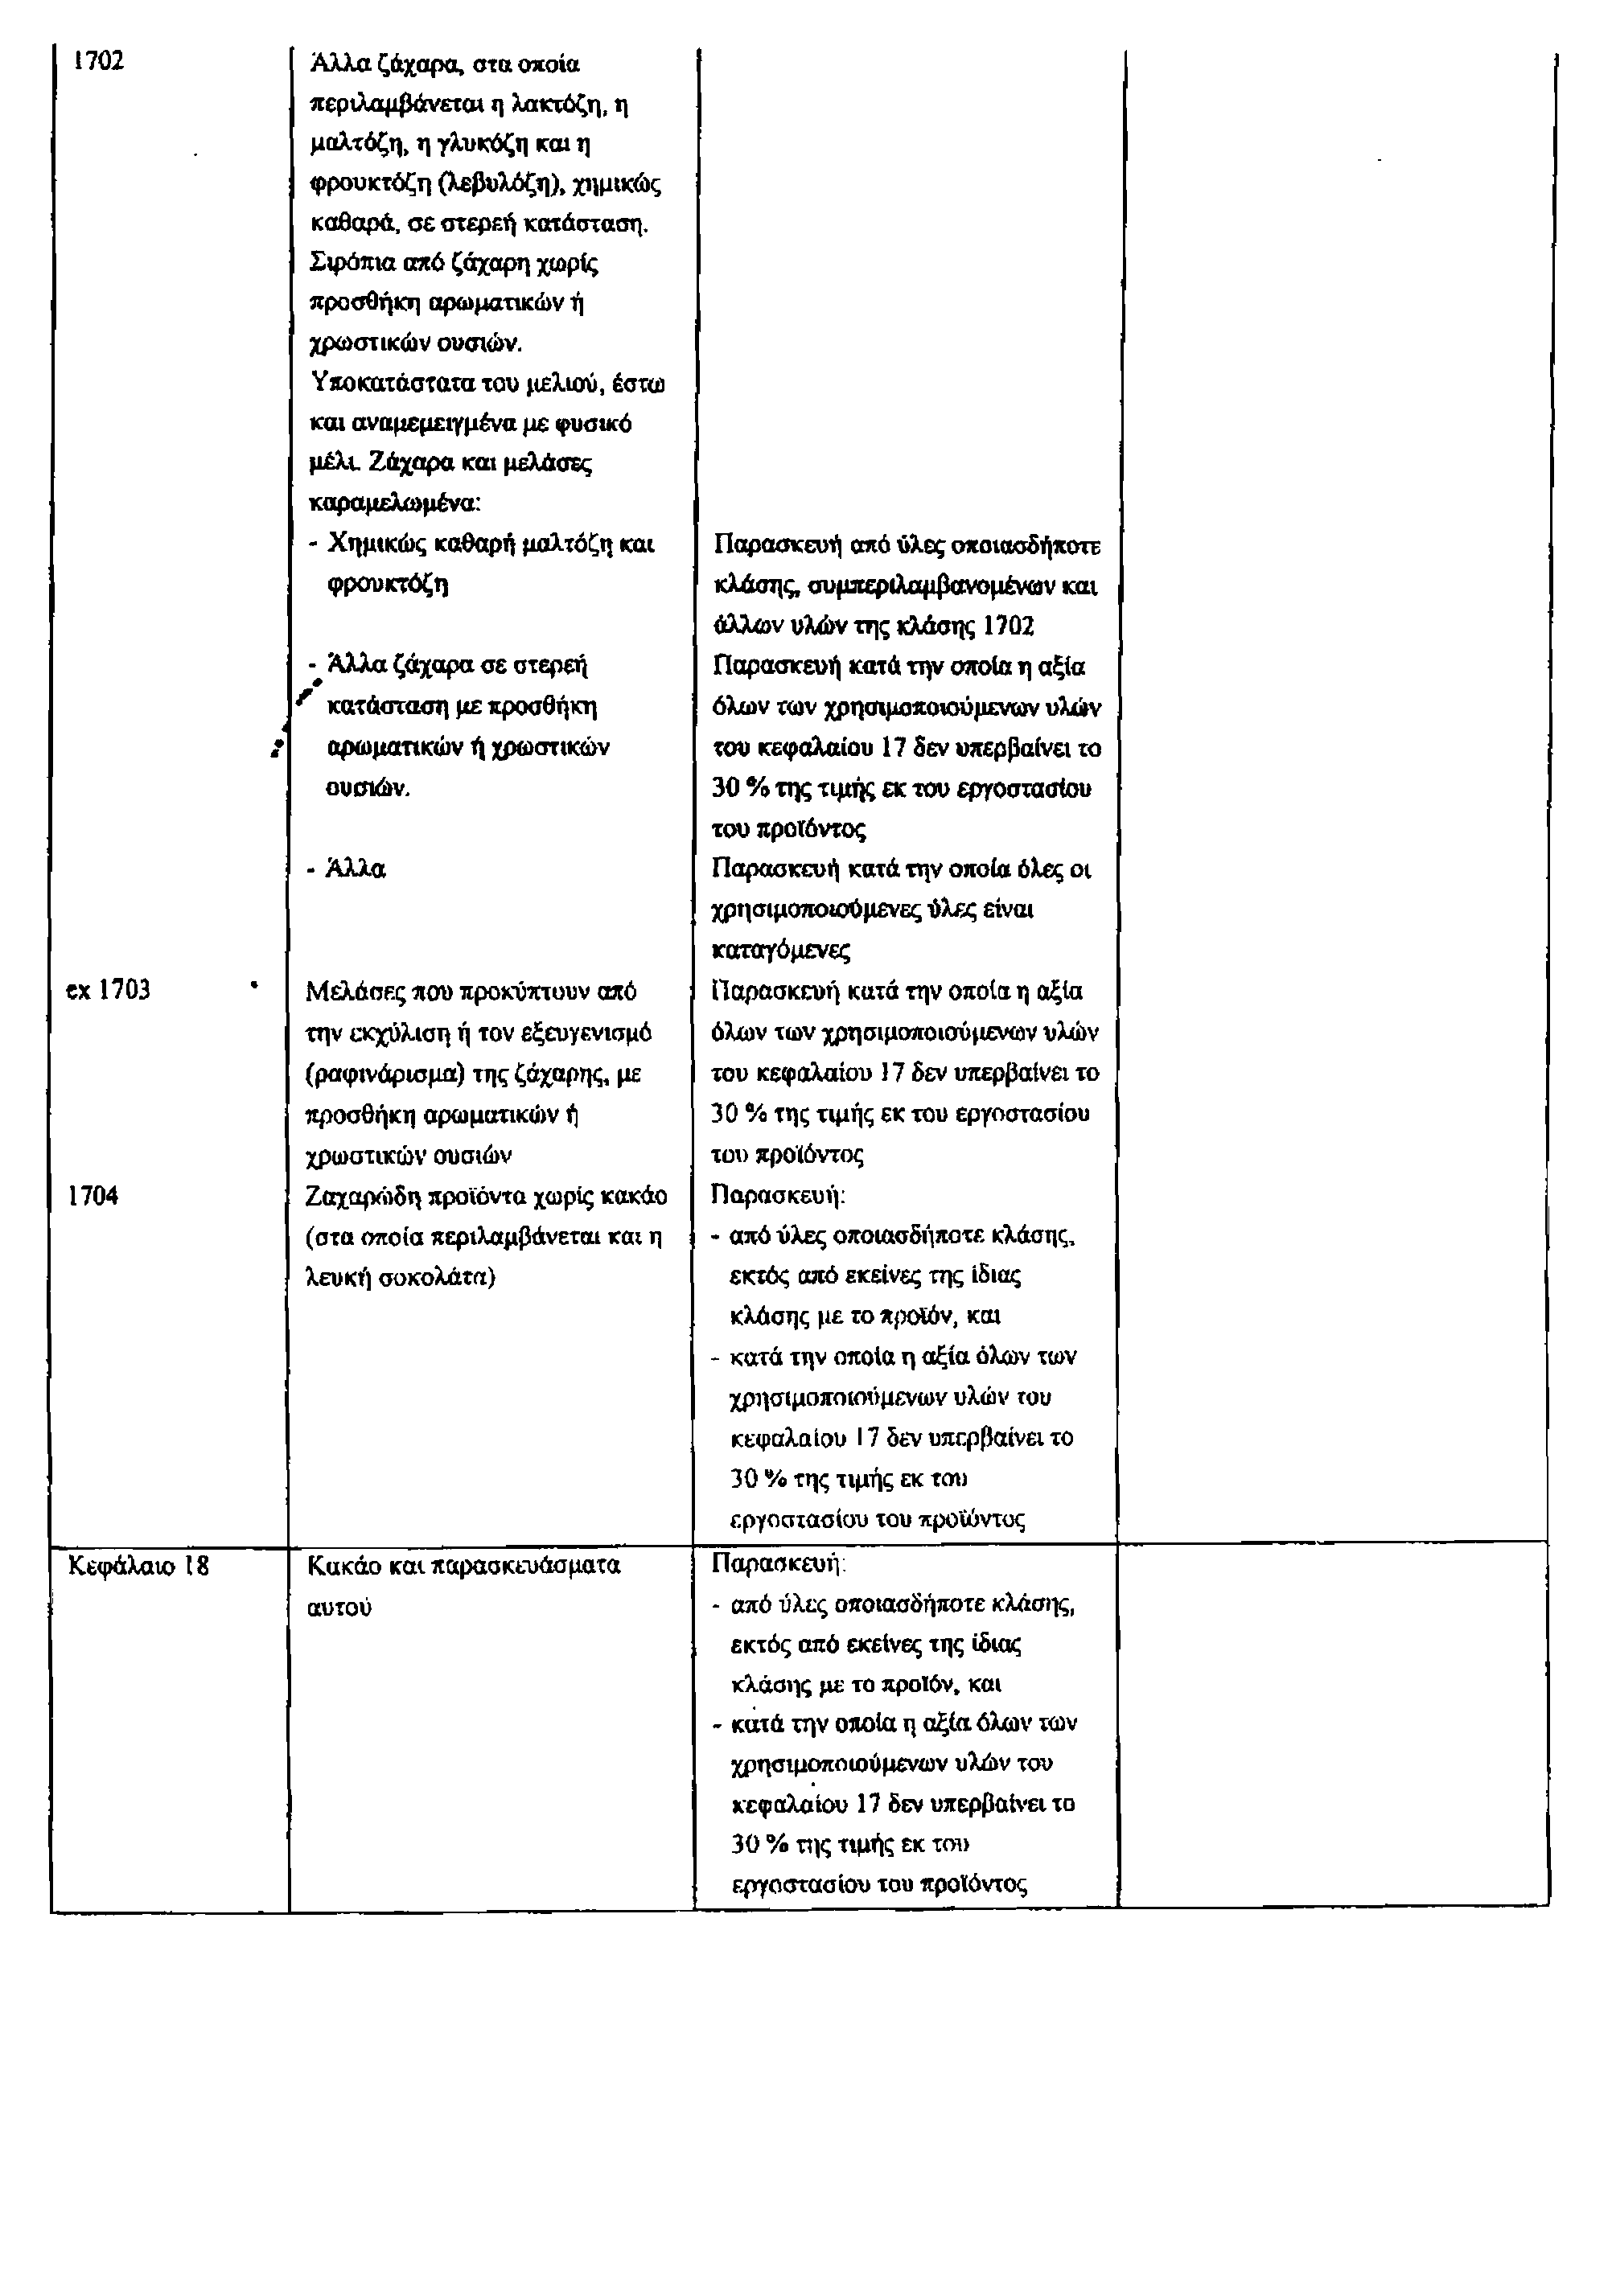 1702
Άλλα ζάχαρα, στα οποία
περιλαμβάνεται η λακτόζη, η
μαλτόζη, η γλυκόζη και η
φρουκτόζη (λεβυλόζη), χημικώς
καθαρά, σε στερεή κατάσταση.
Σιρόπια από ζάχαρη χωρίς
προσθήκη αρωματικών ή
χρωστικών ουσιών.
Υποκατάστατα του μελιού, έστω
και αναμεμειγμένα με φυσικό
μέλι. Ζάχαρα και μελάσες
καραμελωμένα:
- Χημικώς καθαρή μαλτόζη και
φρουκτόζη
Παρασκευή από ύλες οποιασδήποτε
κλάσης, συμπεριλαμβανομένων και
άλλων υλών της κλάσης 1702
- Άλλα ζάχαρα σε στερεή
κατάσταση με προσθήκη
αρωματικών ή χρωστικών
ουσιών.
Παρασκευή κατά την οποία η αξία
όλων των χρησιμοποιούμενων υλών
του κεφαλαίου 17 δεν υπερβαίνει το
30 % της τιμής εκ του εργοστασίου
του προϊόντος
- Άλλα
Παρασκευή κατά την οποία όλες οι
χρησιμοποιούμενες ύλες είναι
καταγόμενες
ex 1703
Μελάσες που προκύπτουν από
την εκχύλιση ή τον εξευγενισμό
(ραφινάρισμα) της ζάχαρης, με
προσθήκη αρωματικών ή
χρωστικών ουσιών
Παρασκευή κατά την οποία η αξία
όλων των χρησιμοποιούμενων υλών
του κεφαλαίου 17 δεν υπερβαίνει το
30 % της τιμής εκ του εργοστασίου
του προϊόντος
1704
Ζαχαρώδη προϊόντα χωρίς κακάο
(στα οποία περιλαμβάνεται και η
λευκή σοκολάτα)
Παρασκευή:
- από ύλες οποιασδήποτε κλάσης,
εκτός από εκείνες της ίδιας
κλάσης με το προϊόν, και
- κατά την οποία η αξία όλων των
χρησιμοποιούμενων υλών του
κεφαλαίου 17 δεν υπερβαίνει το
30 % της τιμής εκ του
εργοστασίου του προϊόντος
Κεφάλαιο 18
Κακάο και παρασκευάσματα
αυτού
Παρασκευή:
- από ύλες οποιασδήποτε κλάσης,
εκτός από εκείνες της ίδιας
κλάσης με το προϊόν, και
- κατά την οποία η αξία όλων των
χρησιμοποιούμενων υλών του
κεφαλαίου 17 δεν υπερβαίνει το
30 % της τιμής εκ του
εργοστασίου του προϊόντος